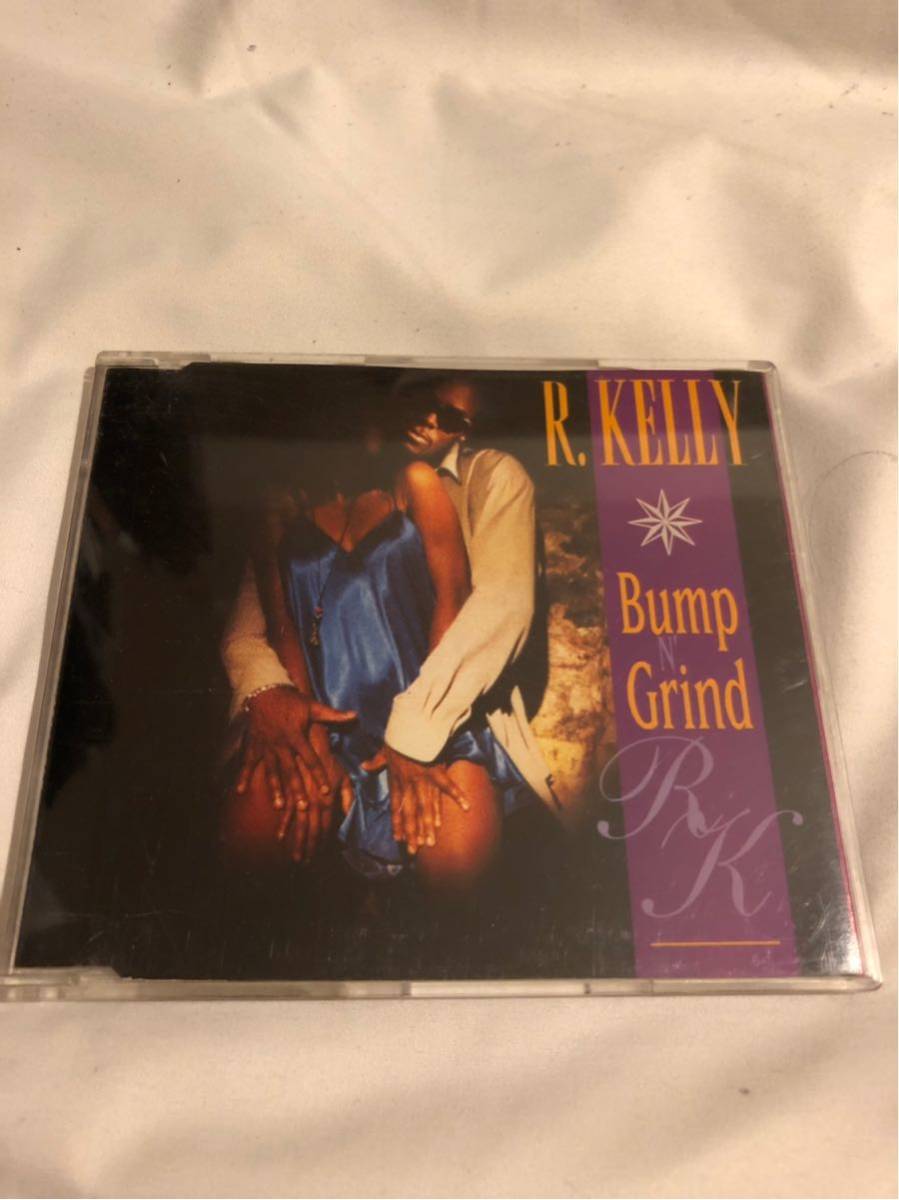 R. KELLY
Bump
N'
Grind
RK